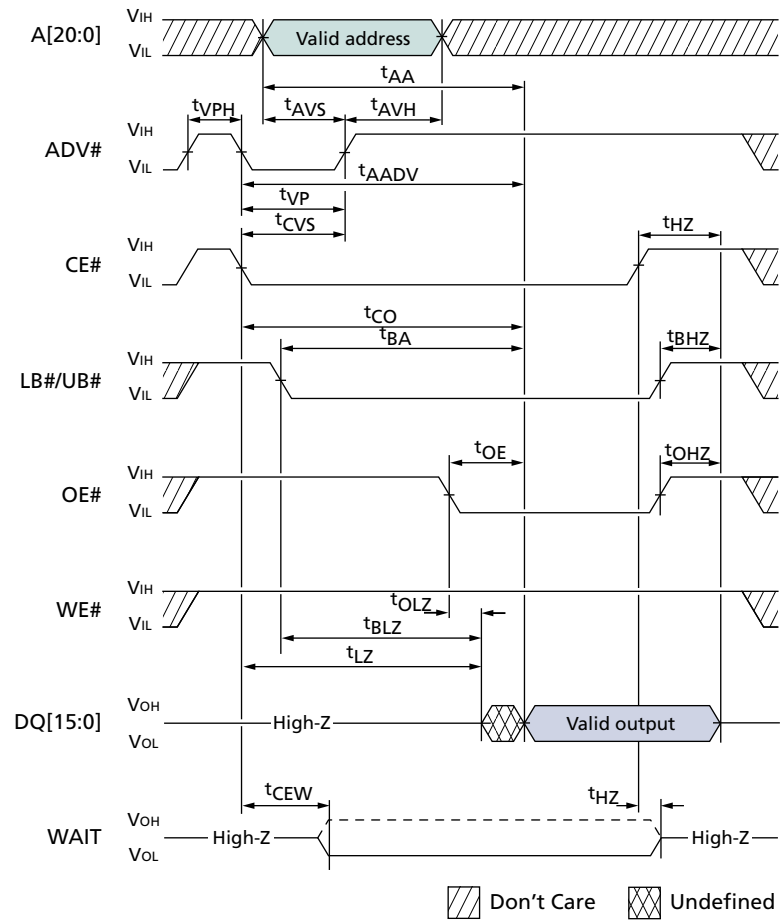 A[20:0]
VIH
VIL
Valid address
tAA
tVPH
tAVS
tAVH
ADV#
VIH
VIL
tAADV
tVP
tCVS
CE#
VIH
VIL
tHZ
tCO
tBA
tBHZ
LB#/UB#
VIH
VIL
tOE
tOHZ
OE#
VIH
VIL
WE#
VIH
VIL
tOLZ
tBLZ
tLZ
DQ[15:0]
VOH
VOL
High-Z
Valid output
tCEW
tHZ
WAIT
VOH
VOL
High-Z
High-Z
Don't Care
Undefined